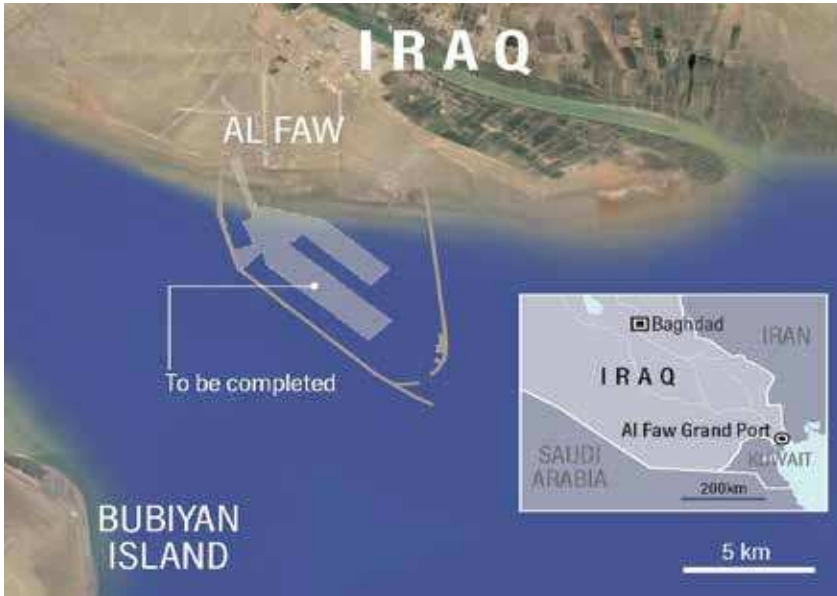 IRAQ
AL FAW
To be completed
BUBIYAN
ISLAND
Baghdad
IRAN
IRAQ
Al Faw Grand Port
SAUDI
ARABIA
KUWAIT
200km
5 km